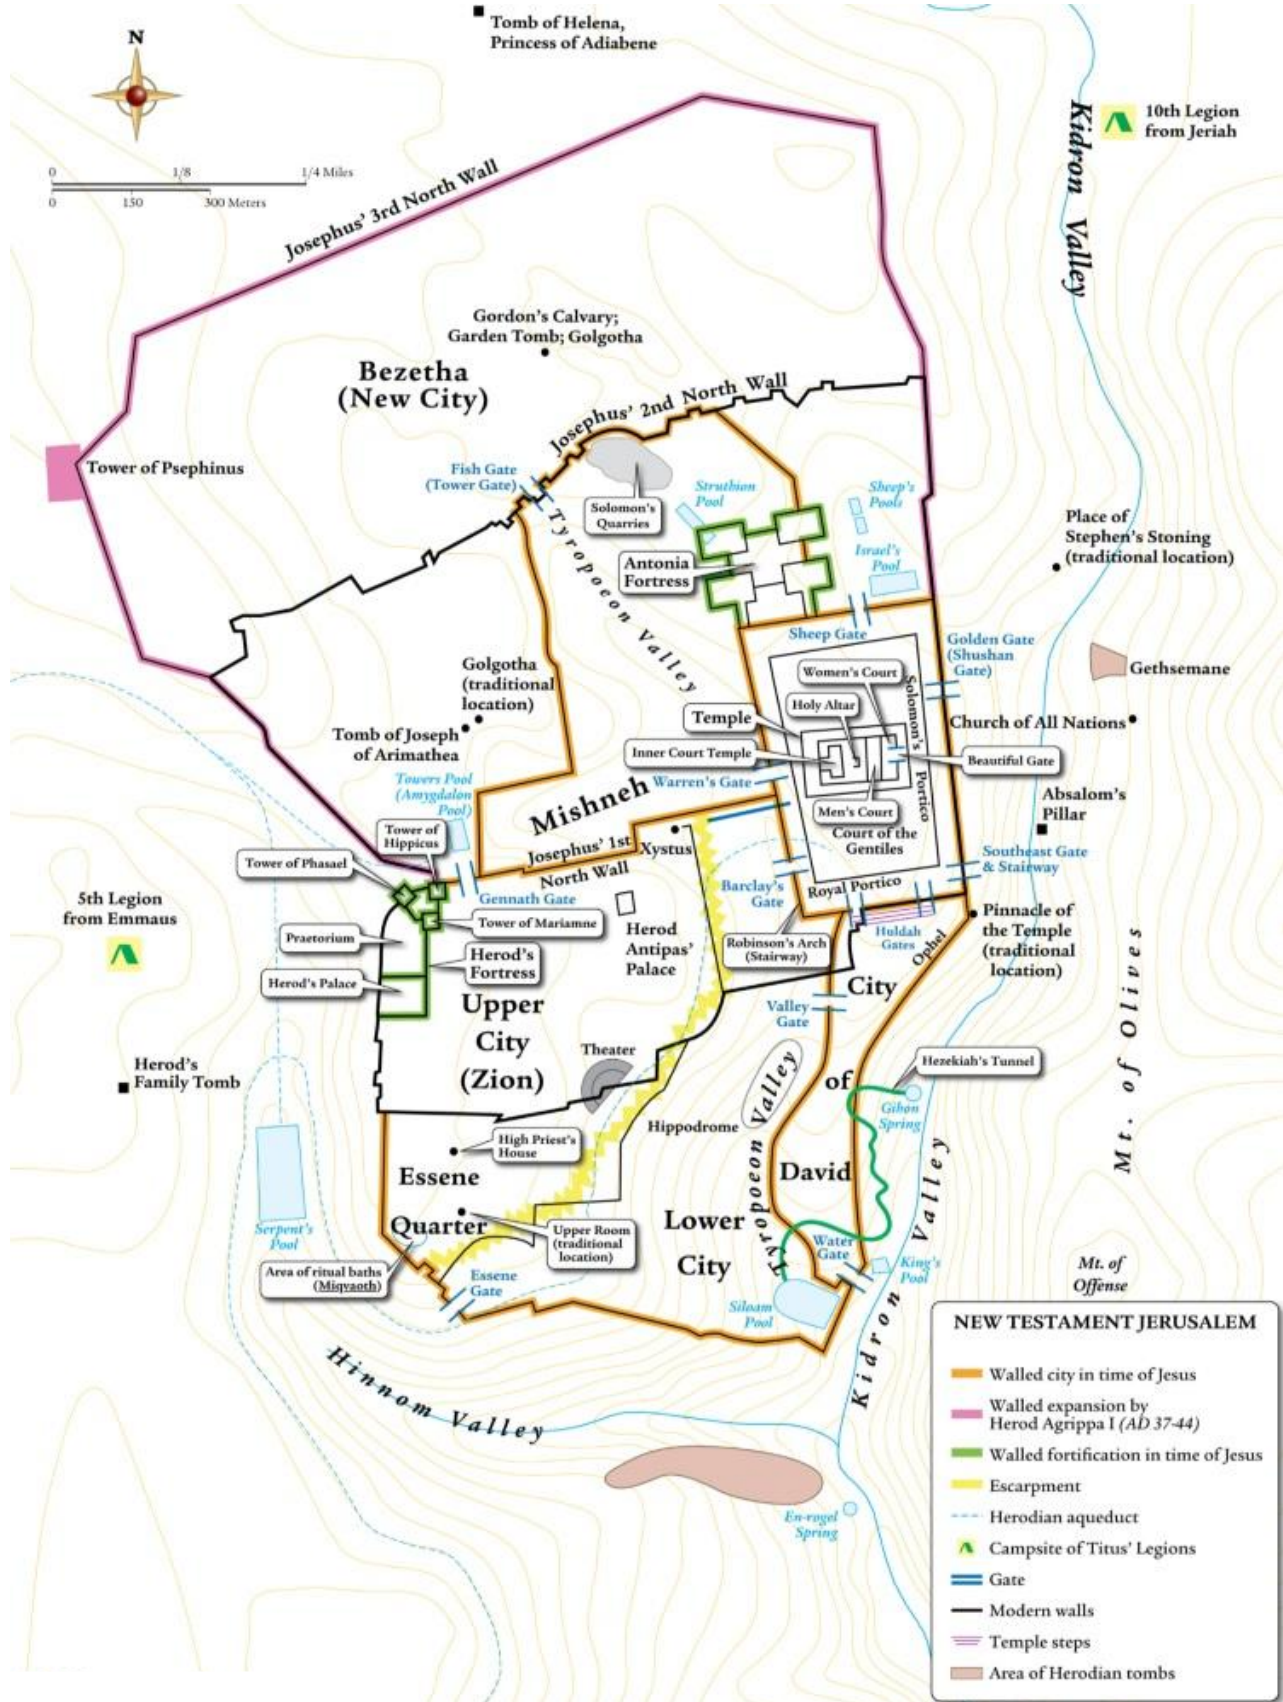 Tomb of Helena,
Princess of Adiabene
N
10th Legion
from Jeriah
Kidron Valley
0 1/8 1/4 Miles
0 150 300 Meters
Josephus' 3rd North Wall
Gordon's Calvary;
Garden Tomb; Golgotha
Bezetha
(New City)
Josephus' 2nd North Wall
Tower of Psephinus
Fish Gate
(Tower Gate)
Solomon's
Quarries
Struthion
Pool
Sheep's
Pools
Place of
Stephen's Stoning
(traditional location)
Tyropoeon Valley
Antonia
Fortress
Israel's
Pool
Sheep Gate
Golden Gate
(Shushan
Gate)
Gethsemane
Golgotha
(traditional
location)
Women's Court
Holy Altar
Solomon's Portico
Temple
Church of All Nations
Tomb of Joseph
of Arimathea
Inner Court Temple
Beautiful Gate
Warren's Gate
Towers Pool
(Amygdalon
Pool)
Mishneh
Men's Court
Court of the
Gentiles
Absalom's
Pillar
Tower of
Hippicus
Tower of Phasael
Josephus' 1st
North Wall
Xystus
Southeast Gate
& Stairway
Gennath Gate
Barclay's
Gate
Royal Portico
5th Legion
from Emmaus
Praetorium
Tower of Mariamne
Herod
Antipas'
Palace
Robinson's Arch
(Stairway)
Huldah
Gates
Ophel
Pinnacle of
the Temple
(traditional
location)
Herod's
Fortress
Herod's Palace
Upper
City
(Zion)
City
of
David
Valley
Gate
Mt. of Olives
Herod's
Family Tomb
Theater
Tyropoeon Valley
Hezekiah's Tunnel
Gihon
Spring
Hippodrome
High Priest's
House
Essene
Quarter
Kidron Valley
Serpent's
Pool
Upper Room
(traditional
location)
Lower
City
Water
Gate
King's
Pool
Area of ritual baths
(Miqvaoth)
Essene
Gate
Siloam
Pool
Mt. of
Offense
Hinnom Valley
En-rogel
Spring
NEW TESTAMENT JERUSALEM
Walled city in time of Jesus
Walled expansion by
Herod Agrippa I (AD 37-44)
Walled fortification in time of Jesus
Escarpment
Herodian aqueduct
Campsite of Titus' Legions
Gate
Modern walls
Temple steps
Area of Herodian tombs